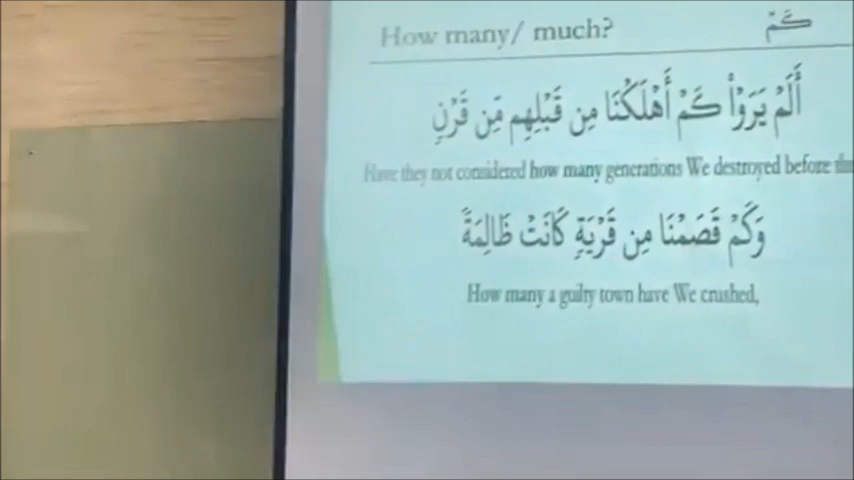 How many/ much? كَمْ
أَلَمْ يَرَوْا۟ كَمْ أَهْلَكْنَا مِن قَبْلِهِم مِّن قَرْنٍ
Have they not considered how many generations We destroyed before
وَكَمْ قَصَمْنَا مِن قَرْيَةٍ كَانَتْ ظَالِمَةً
How many a guilty town have We crushed,